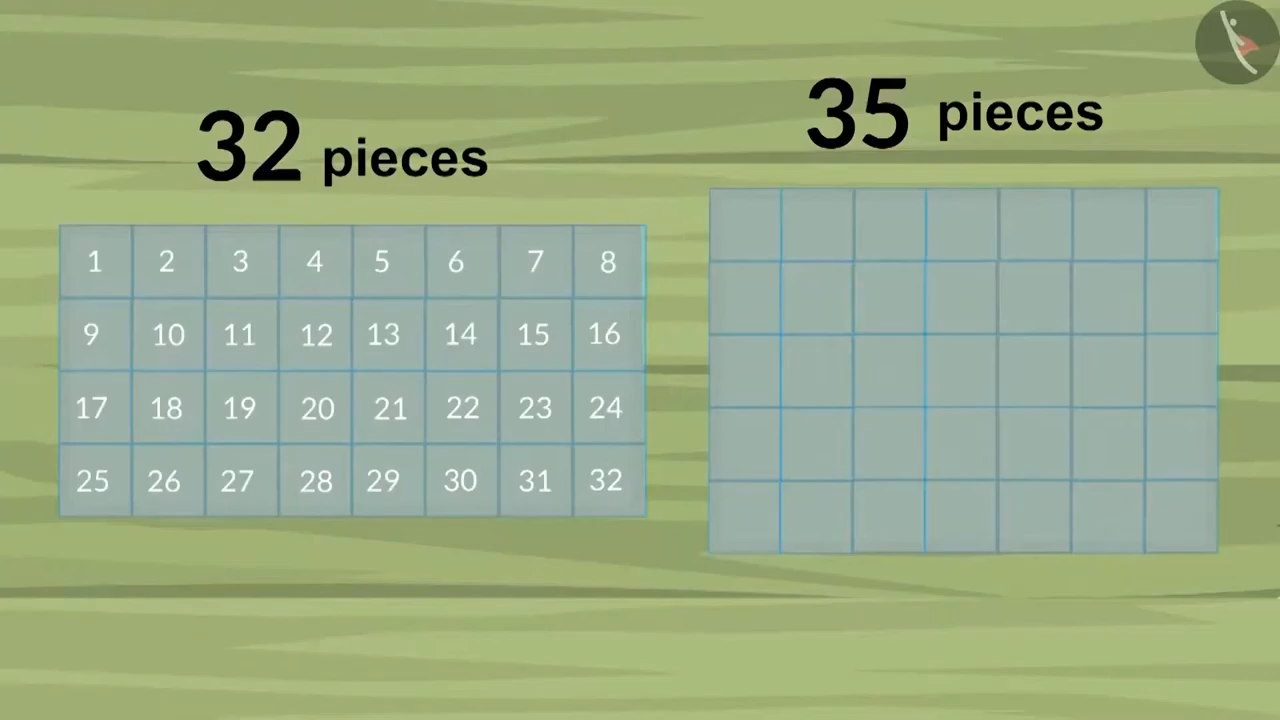 32 pieces
35 pieces
1 2 3 4 5 6 7 8
9 10 11 12 13 14 15 16
17 18 19 20 21 22 23 24
25 26 27 28 29 30 31 32